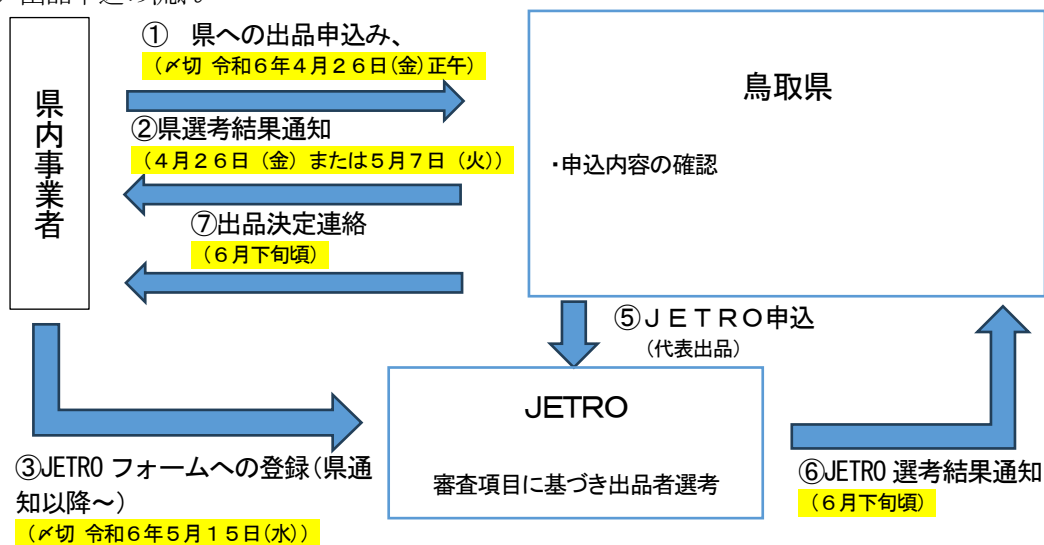 ① 県への出品申込み、
(〆切 令和６年４月２６日(金)正午)
県内事業者
鳥取県
②県選考結果通知
(４月２６日（金）または５月７日（火）)
・申込内容の確認
⑦出品決定連絡
(６月下旬頃)
⑤ＪＥＴＲＯ申込
(代表出品)
JETRO
審査項目に基づき出品者選考
③JETRO フォームへの登録(県通
知以降～)
(〆切 令和６年５月１５日(水))
⑥JETRO 選考結果通知
(６月下旬頃)